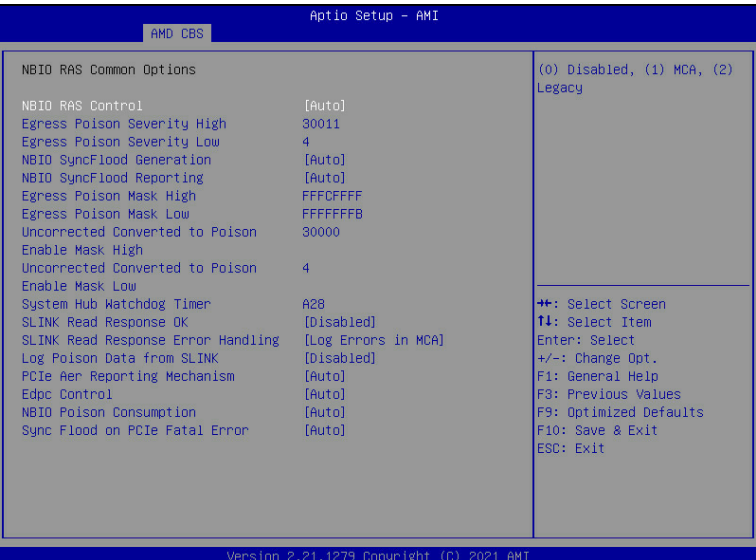 Aptio Setup – AMI
AMD CBS
NBIO RAS Common Options
NBIO RAS Control [Auto]
Egress Poison Severity High 30011
Egress Poison Severity Low 4
NBIO SyncFlood Generation [Auto]
NBIO SyncFlood Reporting [Auto]
Egress Poison Mask High FFFCFFFF
Egress Poison Mask Low FFFFFFFB
Uncorrected Converted to Poison 30000
Enable Mask High
Uncorrected Converted to Poison 4
Enable Mask Low
System Hub Watchdog Timer A28
SLINK Read Response OK [Disabled]
SLINK Read Response Error Handling [Log Errors in MCA]
Log Poison Data from SLINK [Disabled]
PCIe Aer Reporting Mechanism [Auto]
Edpc Control [Auto]
NBIO Poison Consumption [Auto]
Sync Flood on PCIe Fatal Error [Auto]
(0) Disabled, (1) MCA, (2)
Legacy
→←: Select Screen
↑↓: Select Item
Enter: Select
+/-: Change Opt.
F1: General Help
F3: Previous Values
F9: Optimized Defaults
F10: Save & Exit
ESC: Exit
Version 2.21.1279 Copyright (C) 2021 AMI